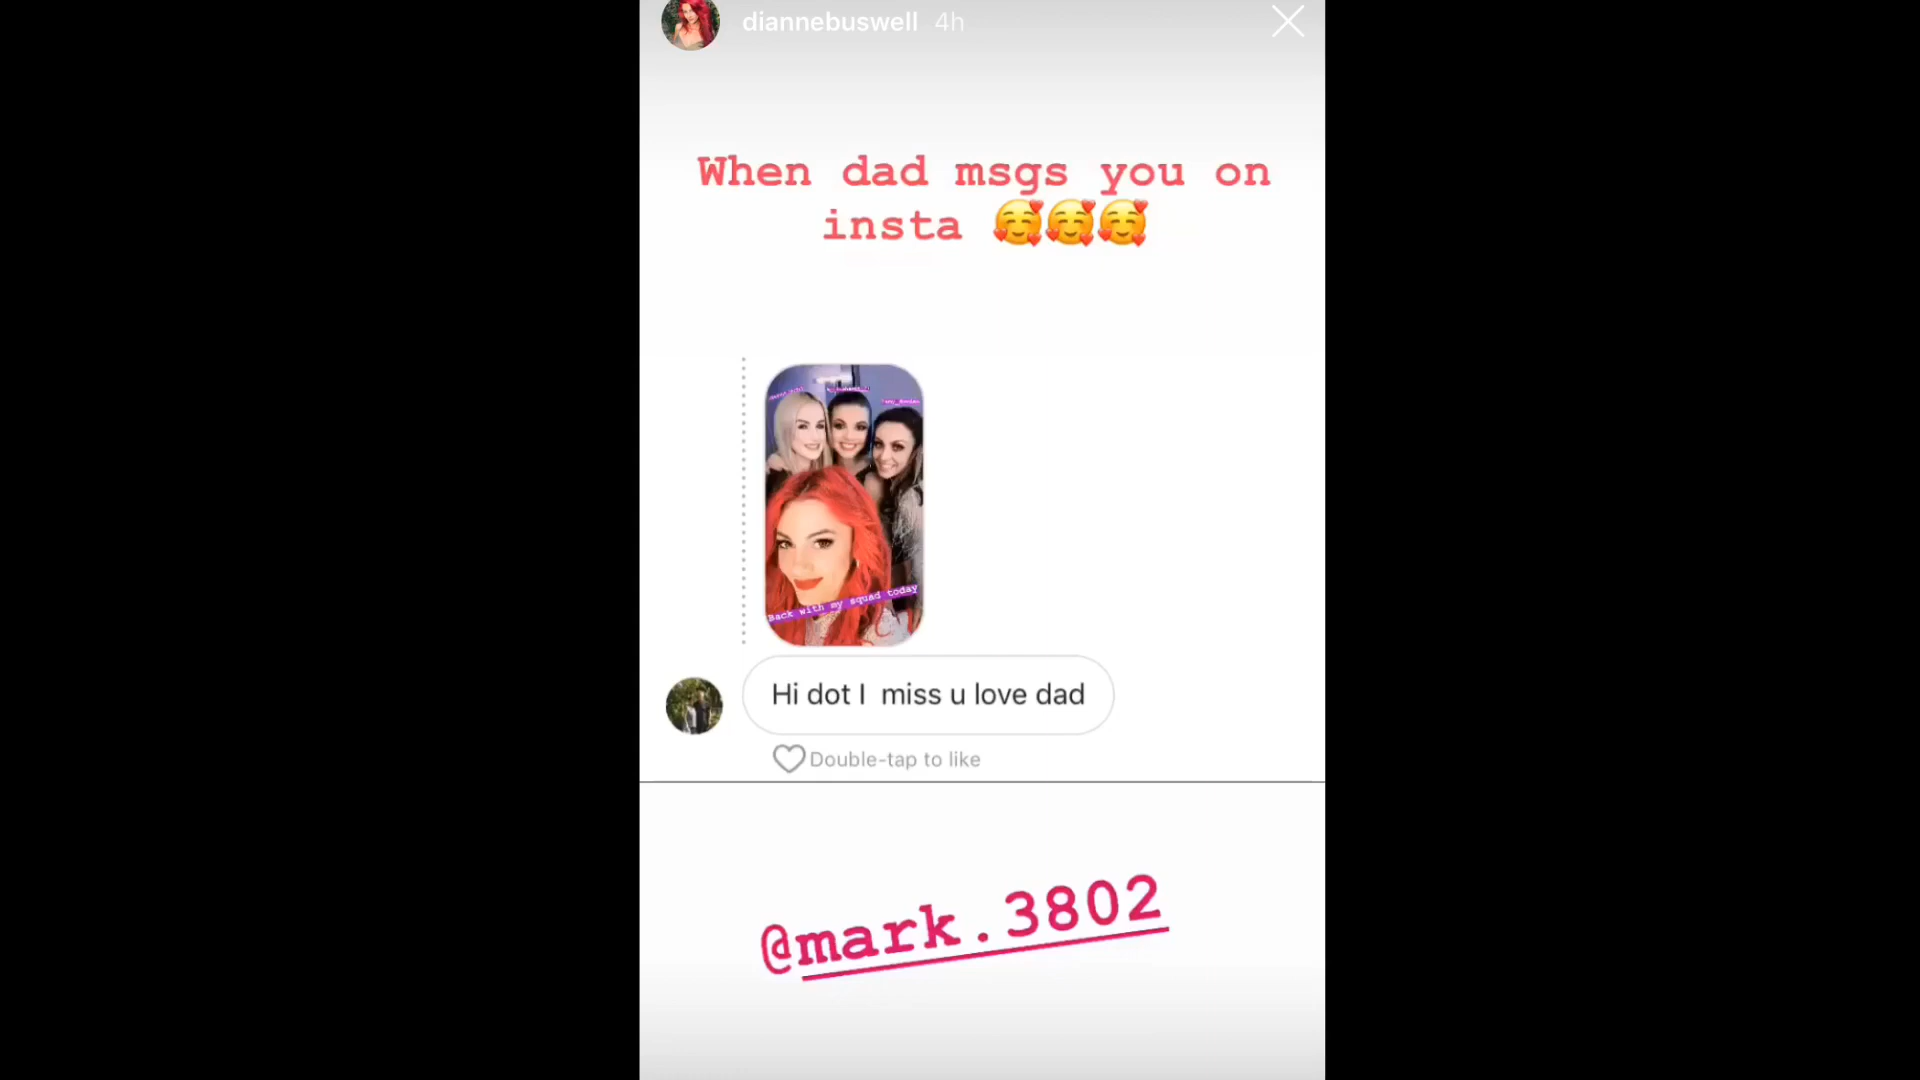 diannebuswell 4h
When dad msgs you on
insta 🥰🥰🥰
Back with my squad today
Hi dot I  miss u love dad
Double-tap to like
@mark.3802